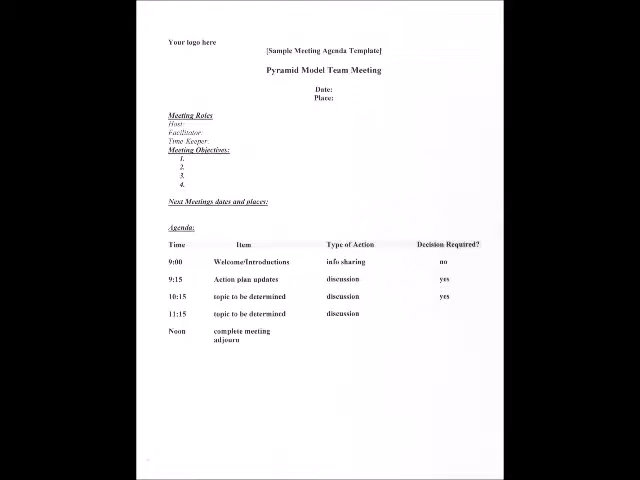 Your logo here
[Sample Meeting Agenda Template]
Pyramid Model Team Meeting
Date:
Place:
Meeting Roles
Host:
Facilitator:
Time Keeper:
Meeting Objectives:
1.
2.
3.
4.
Next Meetings dates and places:
Agenda:
Time Item Type of Action Decision Required?
9:00 Welcome/Introductions info sharing no
9:15 Action plan updates discussion yes
10:15 topic to be determined discussion yes
11:15 topic to be determined discussion
Noon complete meeting
adjourn